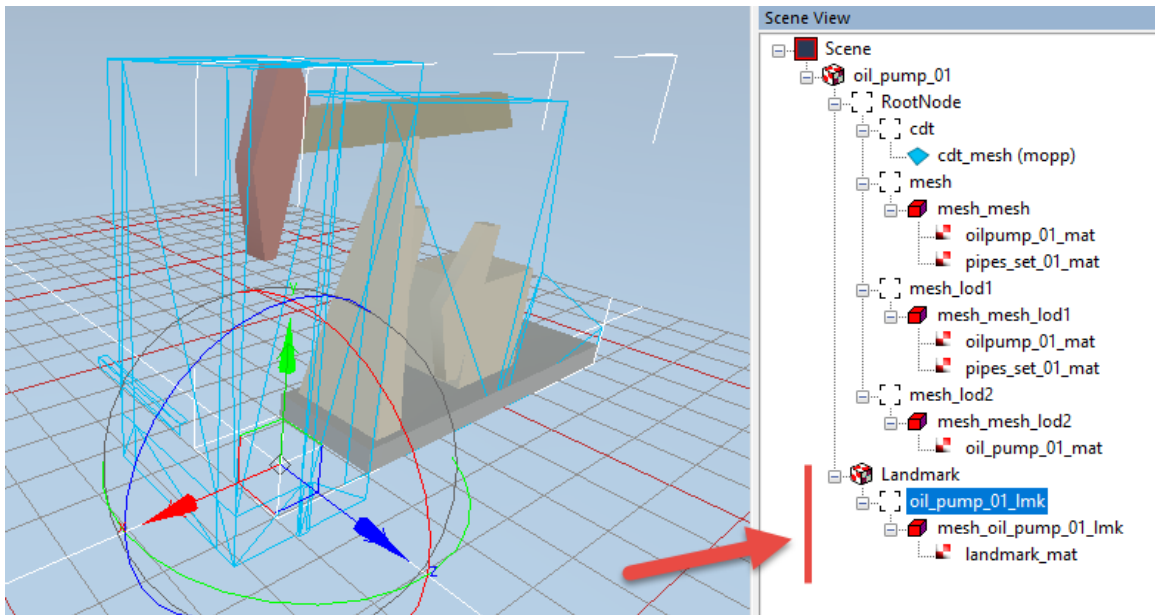 Scene View
Scene
oil_pump_01
RootNode
cdt
cdt_mesh (mopp)
mesh
mesh_mesh
oilpump_01_mat
pipes_set_01_mat
mesh_lod1
mesh_mesh_lod1
oilpump_01_mat
pipes_set_01_mat
mesh_lod2
mesh_mesh_lod2
oil_pump_01_mat
Landmark
oil_pump_01_lmk
mesh_oil_pump_01_lmk
landmark_mat
Y
X
Z